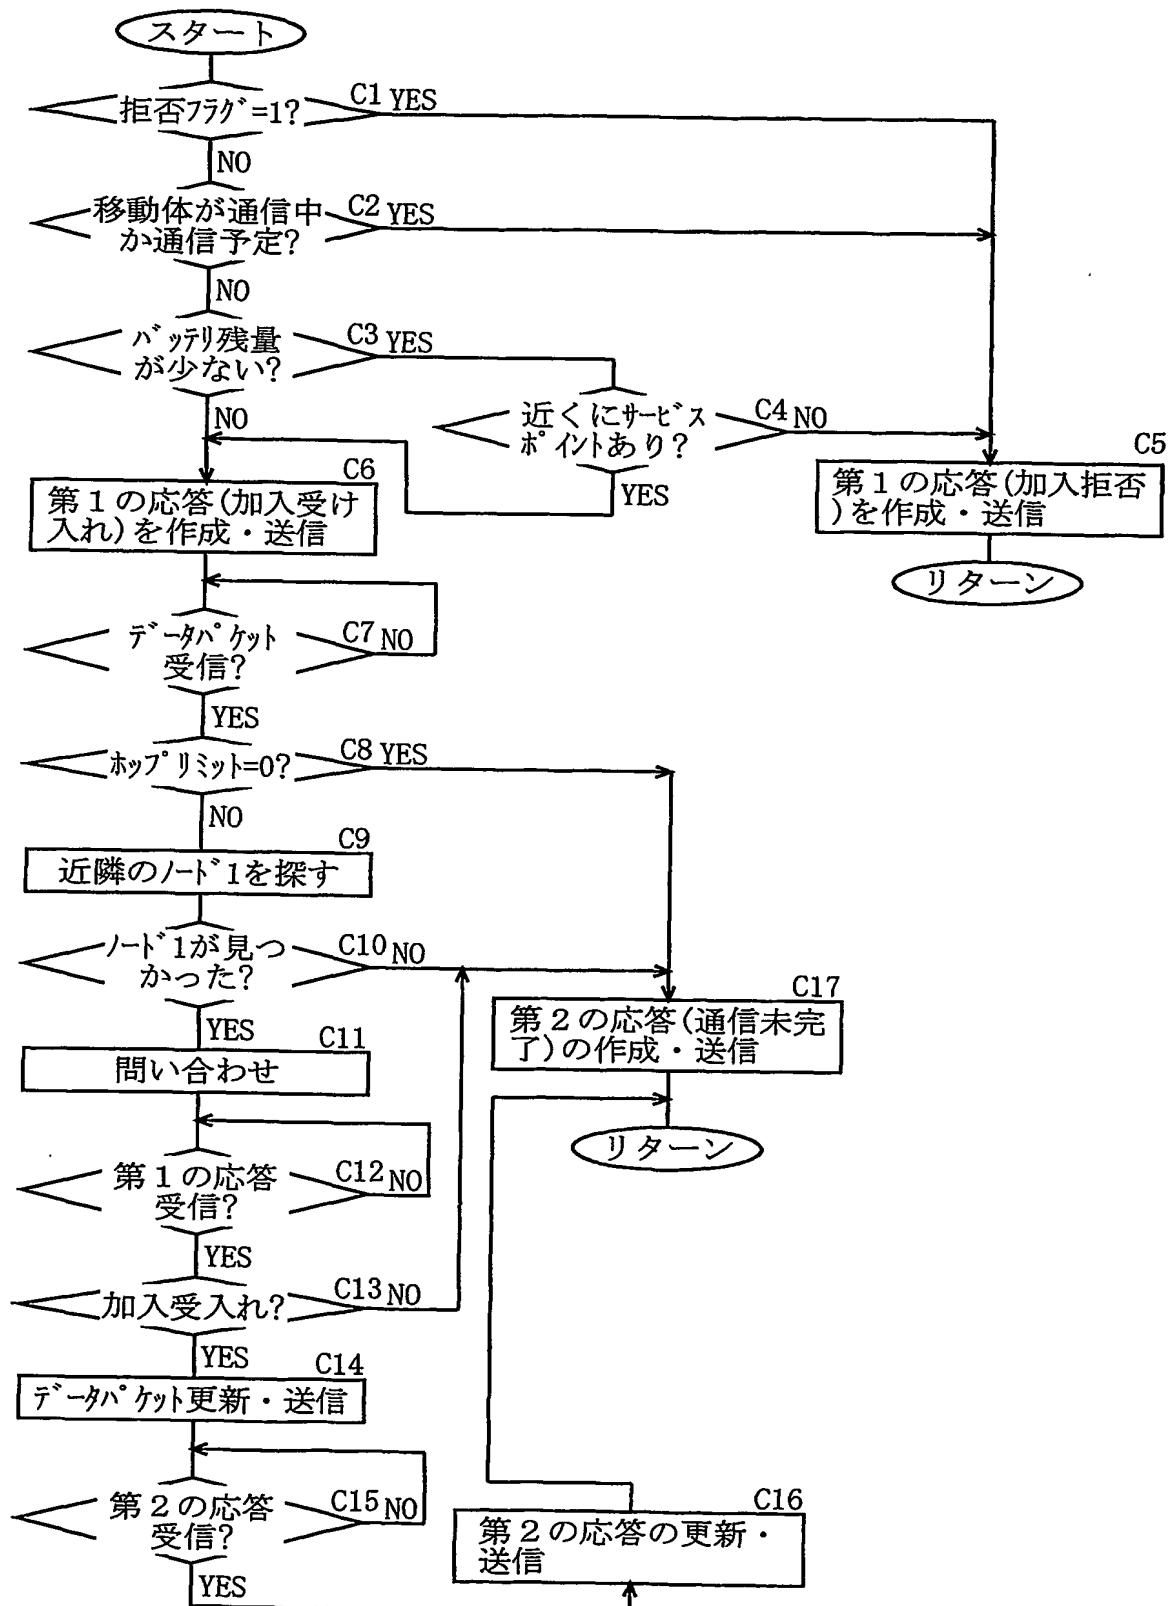 スタート
拒否フラグ=1?
C1 YES
NO
移動体が通信中
か通信予定?
C2 YES
NO
バッテリ残量
が少ない?
C3 YES
NO
近くにサービス
ポイントあり?
C4 NO
YES
C5
第1の応答(加入拒否
)を作成・送信
リターン
C6
第1の応答(加入受け
入れ)を作成・送信
データパケット
受信?
C7 NO
YES
ホップリミット=0?
C8 YES
NO
C9
近隣のノード1を探す
ノード1が見つ
かった?
C10 NO
YES
C17
第2の応答(通信未完
了)の作成・送信
リターン
C11
問い合わせ
第1の応答
受信?
C12 NO
YES
加入受入れ?
C13 NO
YES
C14
データパケット更新・送信
第2の応答
受信?
C15 NO
YES
C16
第2の応答の更新・
送信